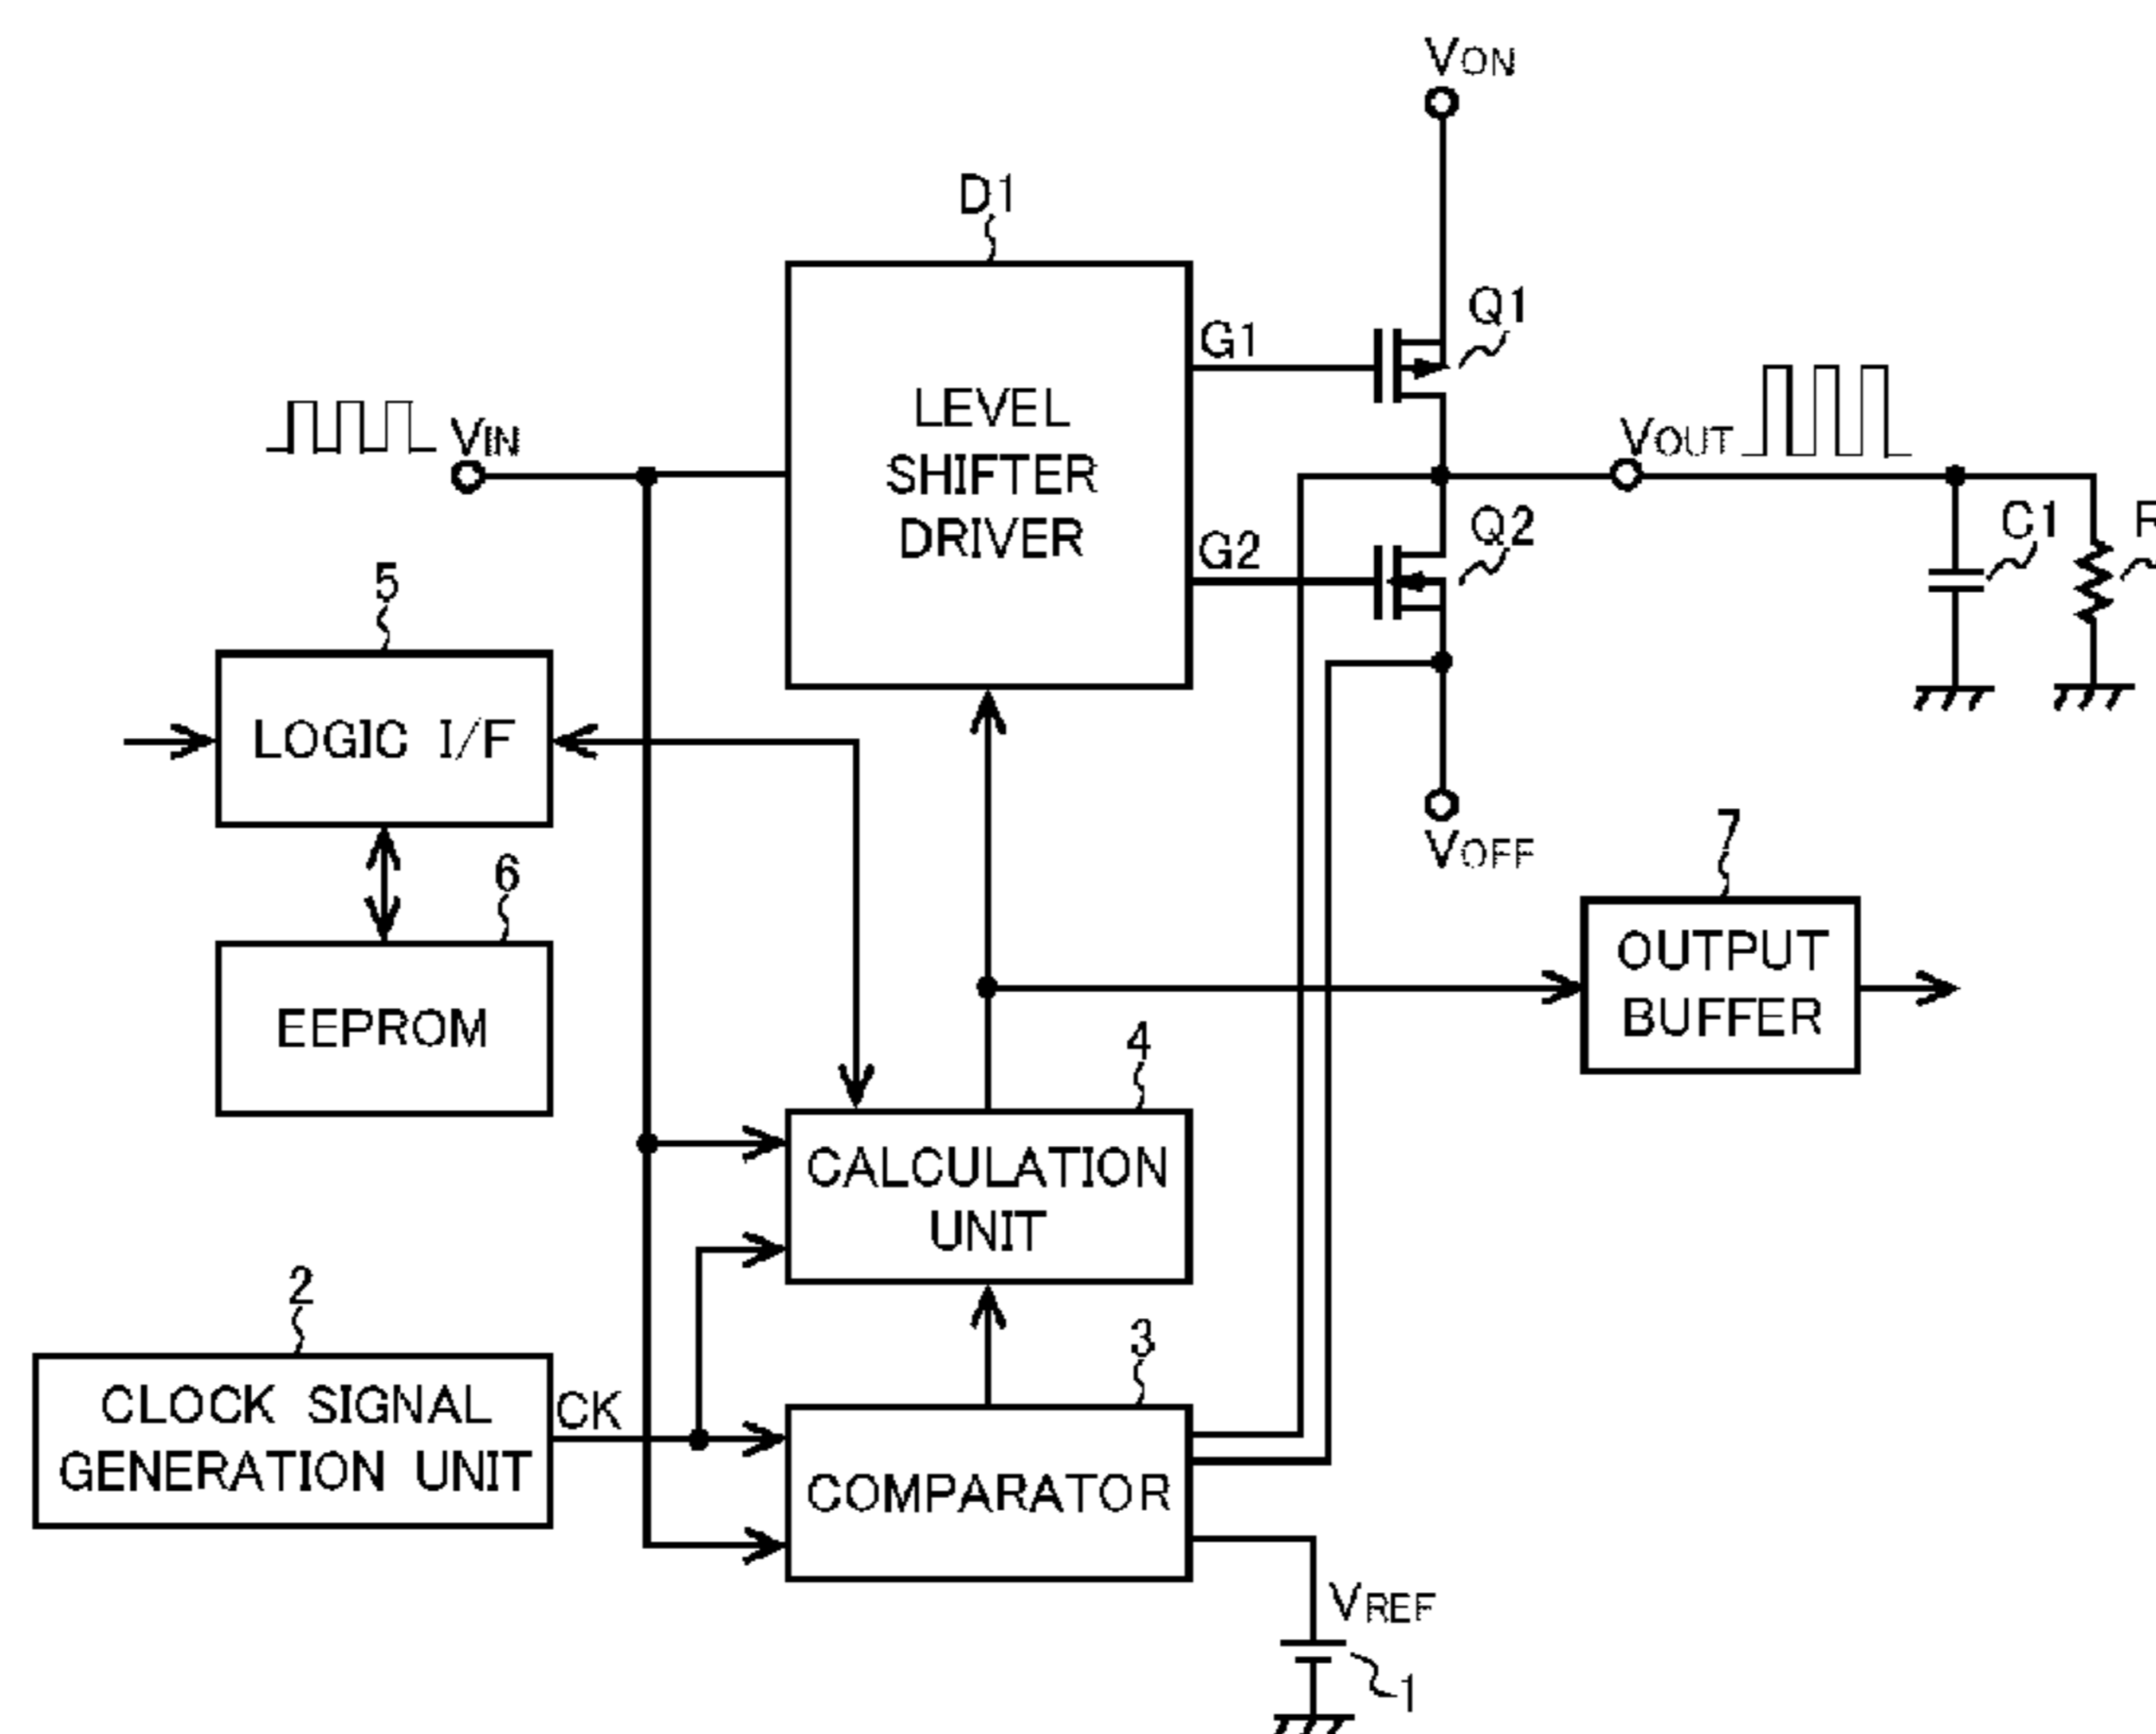 VON
D1
Q1
G1
LEVEL
SHIFTER
DRIVER
VIN
VOUT
Q2
G2
C1
R
5
LOGIC I/F
VOFF
7
6
OUTPUT
BUFFER
EEPROM
4
CALCULATION
UNIT
2
3
CLOCK SIGNAL
GENERATION UNIT
CK
COMPARATOR
VREF
1